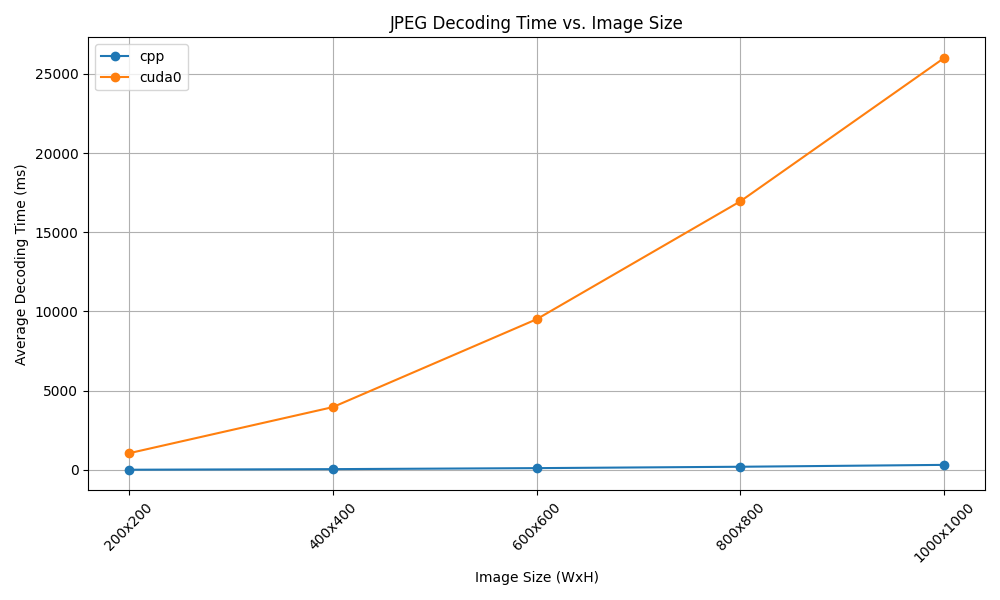 JPEG Decoding Time vs. Image Size
cpp
cuda0
Average Decoding Time (ms)
25000
20000
15000
10000
5000
0
200x200
400x400
600x600
800x800
1000x1000
Image Size (WxH)